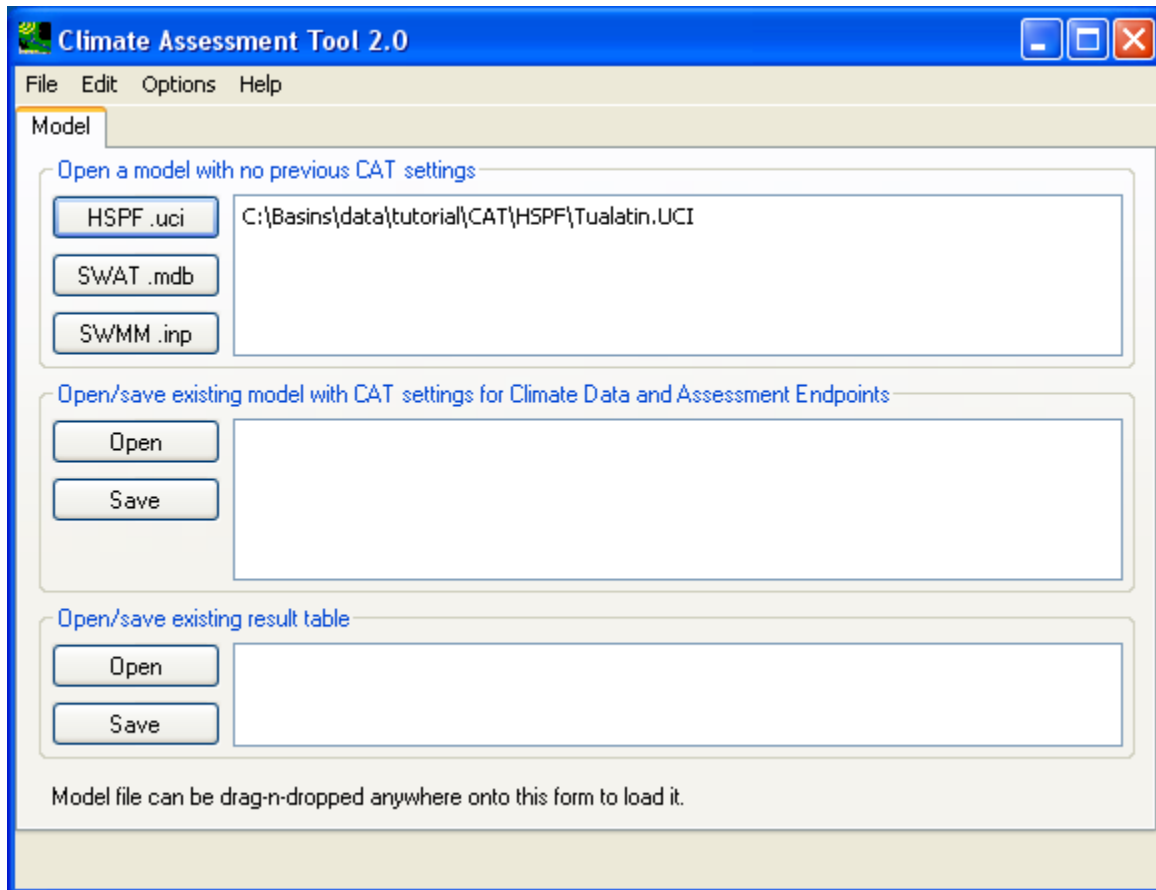 Climate Assessment Tool 2.0
File Edit Options Help
Model
Open a model with no previous CAT settings
HSPF .uci
C:\Basins\data\tutorial\CAT\HSPF\Tualatin.UCI
SWAT .mdb
SWMM .inp
Open/save existing model with CAT settings for Climate Data and Assessment Endpoints
Open
Save
Open/save existing result table
Open
Save
Model file can be drag-n-dropped anywhere onto this form to load it.